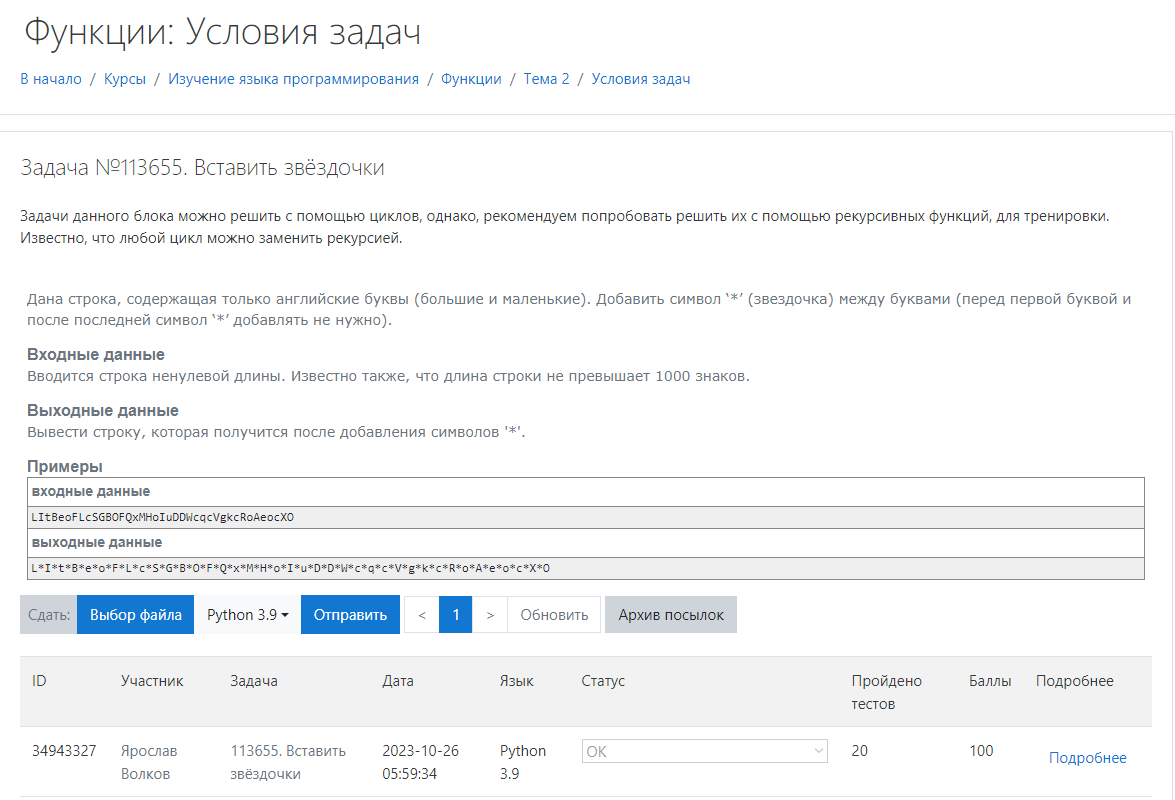 Функции: Условия задач
В начало / Курсы / Изучение языка программирования / Функции / Тема 2 / Условия задач
Задача №113655. Вставить звёздочки
Задачи данного блока можно решить с помощью циклов, однако, рекомендуем попробовать решить их с помощью рекурсивных функций, для тренировки.
Известно, что любой цикл можно заменить рекурсией.
Дана строка, содержащая только английские буквы (большие и маленькие). Добавить символ ‘*’ (звездочка) между буквами (перед первой буквой и
после последней символ ‘*’ добавлять не нужно).
Входные данные
Вводится строка ненулевой длины. Известно также, что длина строки не превышает 1000 знаков.
Выходные данные
Вывести строку, которая получится после добавления символов '*'.
Примеры
входные данные
LItBeoFLcSGBOFQxMHoIuDDWcqcVgkcRoAeocXO
выходные данные
L*I*t*B*e*o*F*L*c*S*G*B*O*F*Q*x*M*H*o*I*u*D*D*W*c*q*c*V*g*k*c*R*o*A*e*o*c*X*O
Сдать: Выбор файла Python 3.9 Отправить < 1 > Обновить Архив посылок
ID Участник Задача Дата Язык Статус Пройдено Баллы Подробнее
тестов
34943327 Ярослав 113655. Вставить 2023-10-26 Python OK 20 100 Подробнее
Волков звёздочки 05:59:34 3.9